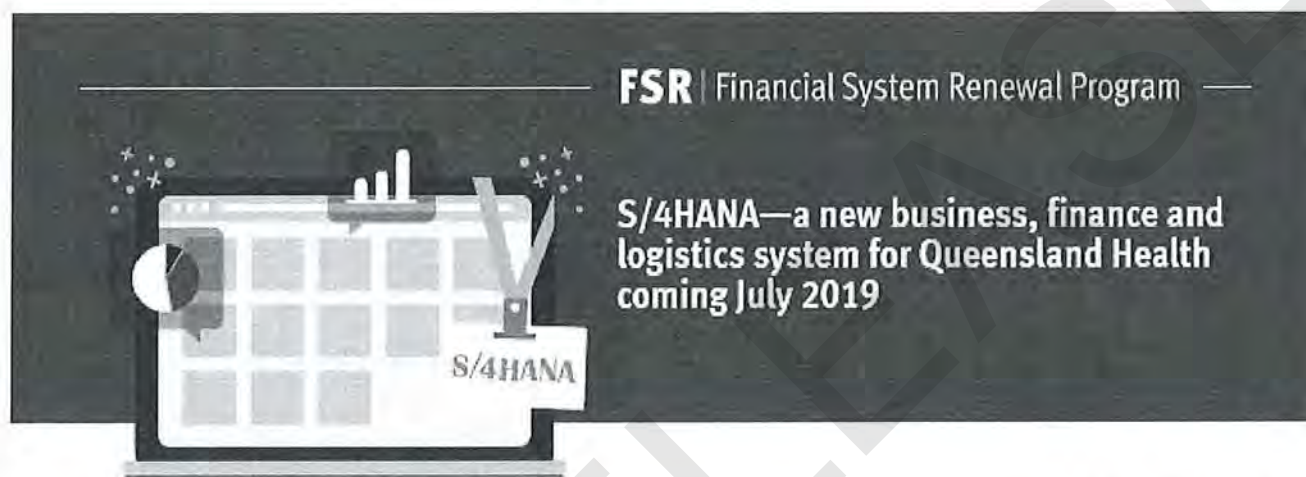 FSR | Financial System Renewal Program
S/4HANA—a new business, finance and
logistics system for Queensland Health
coming July 2019
S/4HANA